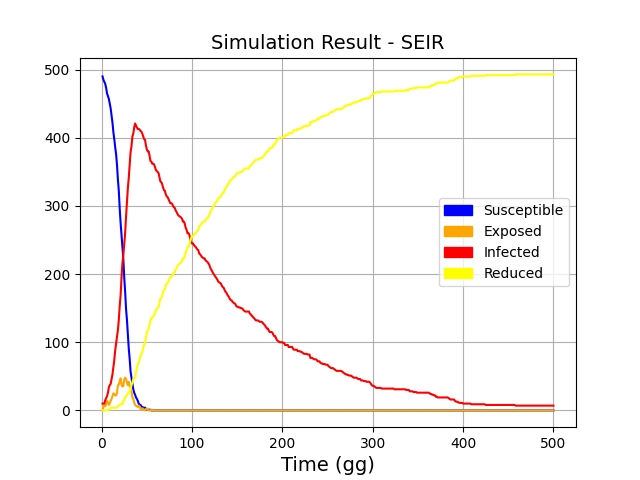 Simulation Result - SEIR
500
400
300
200
100
0
Susceptible
Exposed
Infected
Reduced
0 100 200 300 400 500
Time (gg)